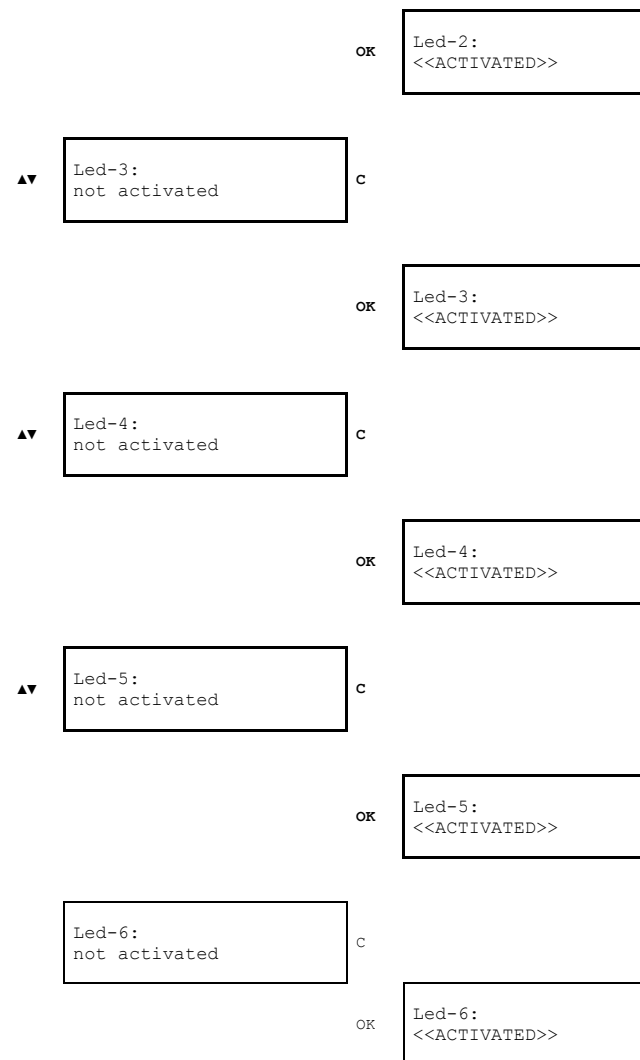 OK
Led-2:
<<ACTIVATED>>
▲▼
Led-3:
not activated
C
OK
Led-3:
<<ACTIVATED>>
▲▼
Led-4:
not activated
C
OK
Led-4:
<<ACTIVATED>>
▲▼
Led-5:
not activated
C
OK
Led-5:
<<ACTIVATED>>
Led-6:
not activated
C
OK
Led-6:
<<ACTIVATED>>